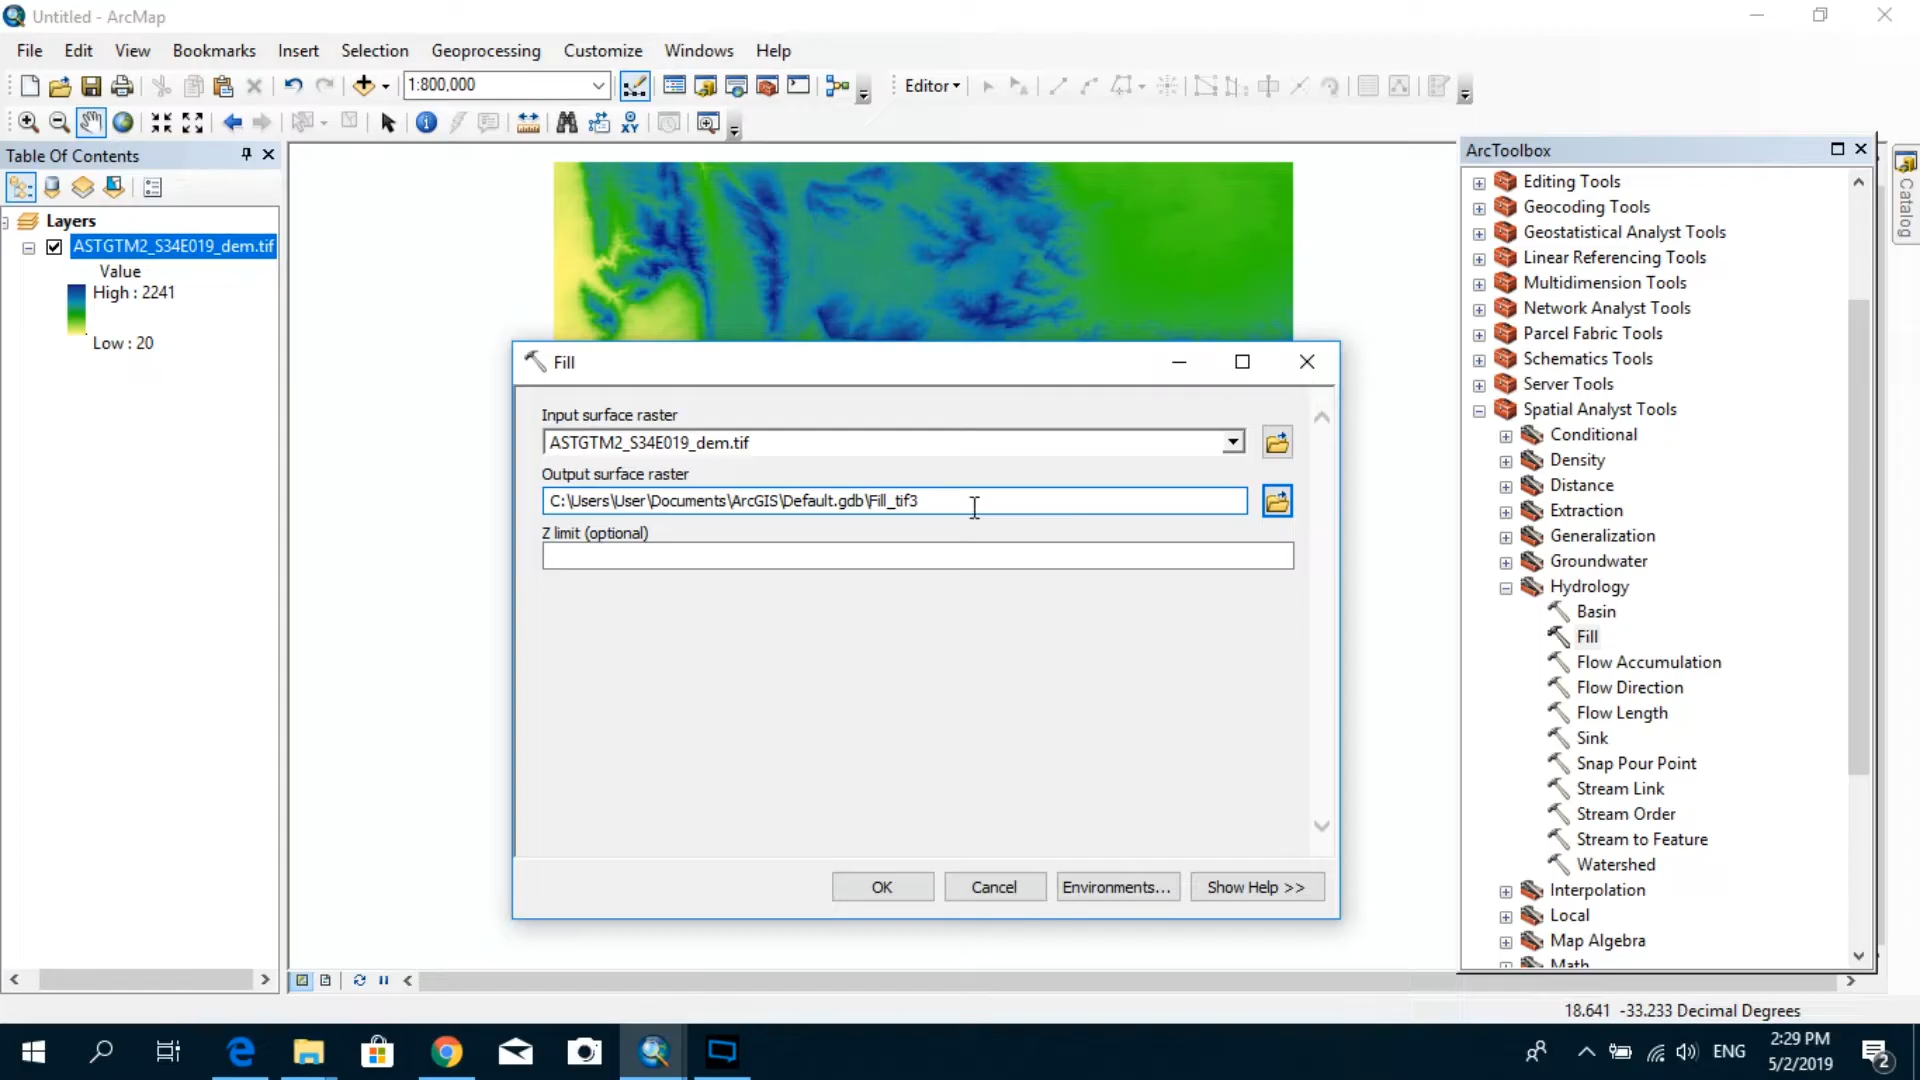 Untitled - ArcMap
File Edit View Bookmarks Insert Selection Geoprocessing Customize Windows Help
1:800,000
Editor
Table Of Contents
Layers
ASTGTM2_S34E019_dem.tif
Value
High : 2241
Low : 20
Fill
Input surface raster
ASTGTM2_S34E019_dem.tif
Output surface raster
C:\Users\User\Documents\ArcGIS\Default.gdb\Fill_tif3
Z limit (optional)
OK Cancel Environments... Show Help >>
ArcToolbox
Editing Tools
Geocoding Tools
Geostatistical Analyst Tools
Linear Referencing Tools
Multidimension Tools
Network Analyst Tools
Parcel Fabric Tools
Schematics Tools
Server Tools
Spatial Analyst Tools
Conditional
Density
Distance
Extraction
Generalization
Groundwater
Hydrology
Basin
Fill
Flow Accumulation
Flow Direction
Flow Length
Sink
Snap Pour Point
Stream Link
Stream Order
Stream to Feature
Watershed
Interpolation
Local
Map Algebra
Math
Catalog
18.641 -33.233 Decimal Degrees
ENG
2:29 PM
5/2/2019
2